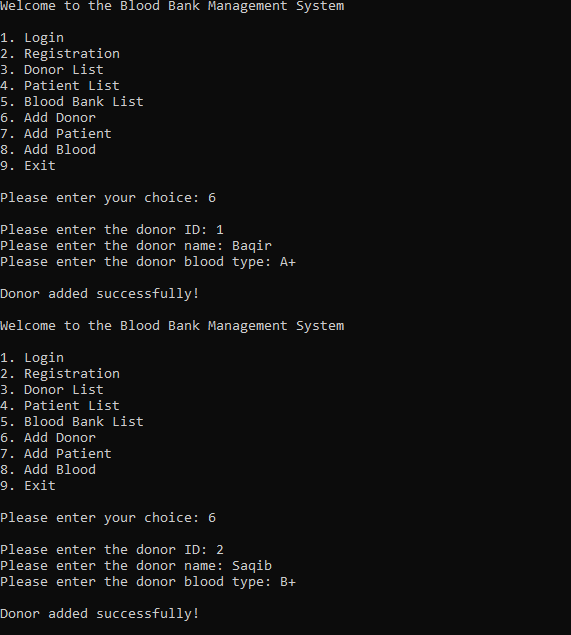 Welcome to the Blood Bank Management System
1. Login
2. Registration
3. Donor List
4. Patient List
5. Blood Bank List
6. Add Donor
7. Add Patient
8. Add Blood
9. Exit
Please enter your choice: 6
Please enter the donor ID: 1
Please enter the donor name: Baqir
Please enter the donor blood type: A+
Donor added successfully!
Welcome to the Blood Bank Management System
1. Login
2. Registration
3. Donor List
4. Patient List
5. Blood Bank List
6. Add Donor
7. Add Patient
8. Add Blood
9. Exit
Please enter your choice: 6
Please enter the donor ID: 2
Please enter the donor name: Saqib
Please enter the donor blood type: B+
Donor added successfully!